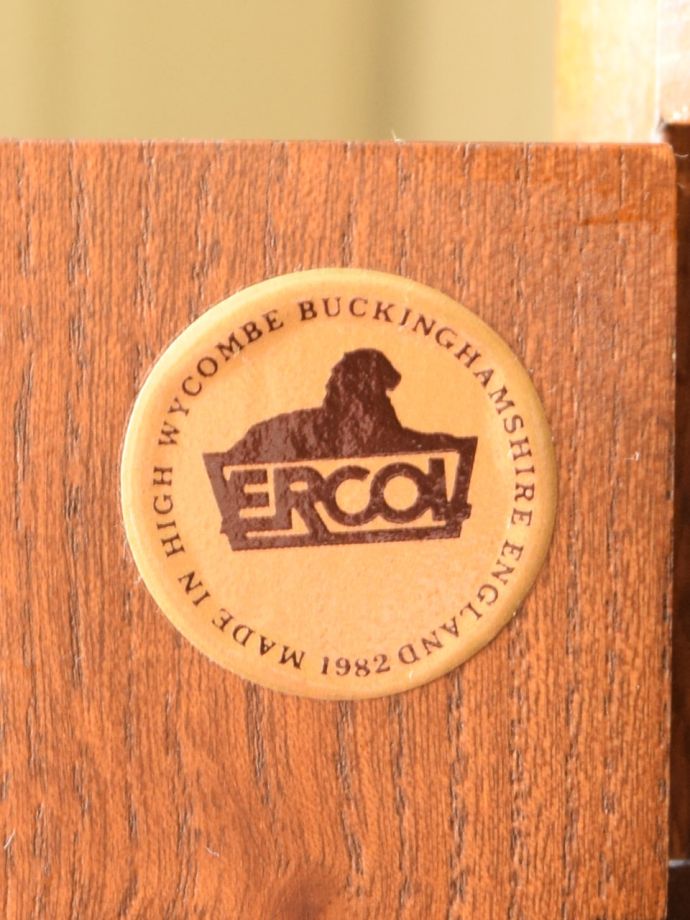 MADE IN HIGH WYCOMBE BUCKINGHAMSHIRE ENGLAND
ERCOL
1982